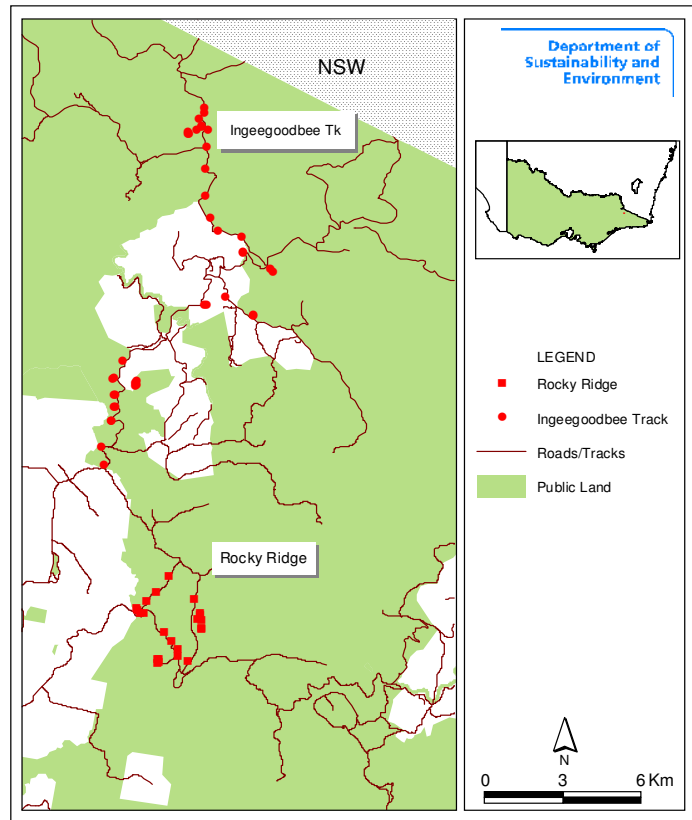 NSW
Ingeegoodbee Tk
Rocky Ridge
Department of
Sustainability and
Environment
LEGEND
Rocky Ridge
Ingeegoodbee Track
Roads/Tracks
Public Land
N
0 3 6 Km